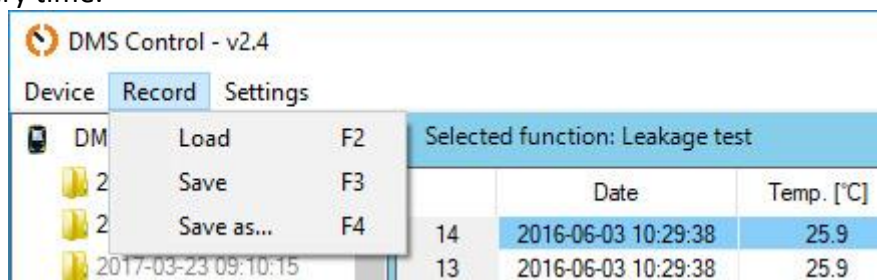 ry time.
DMS Control - v2.4
Device Record Settings
DM Load F2 Selected function: Leakage test
2 Save F3 Date Temp. [°C]
2 Save as... F4 14 2016-06-03 10:29:38 25.9
2017-03-23 09:10:15 13 2016-06-03 10:29:38 25.9